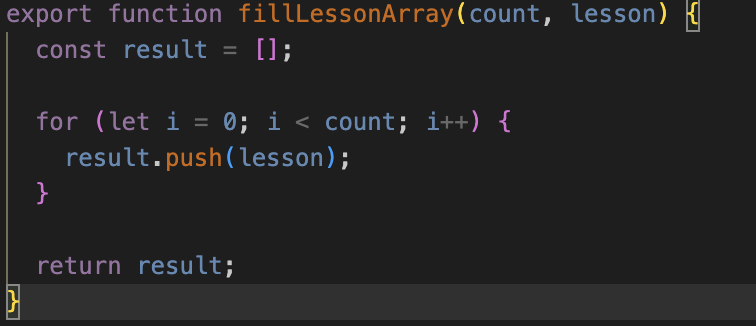 export function fillLessonArray(count, lesson) {
  const result = [];

  for (let i = 0; i < count; i++) {
    result.push(lesson);
  }

  return result;
}